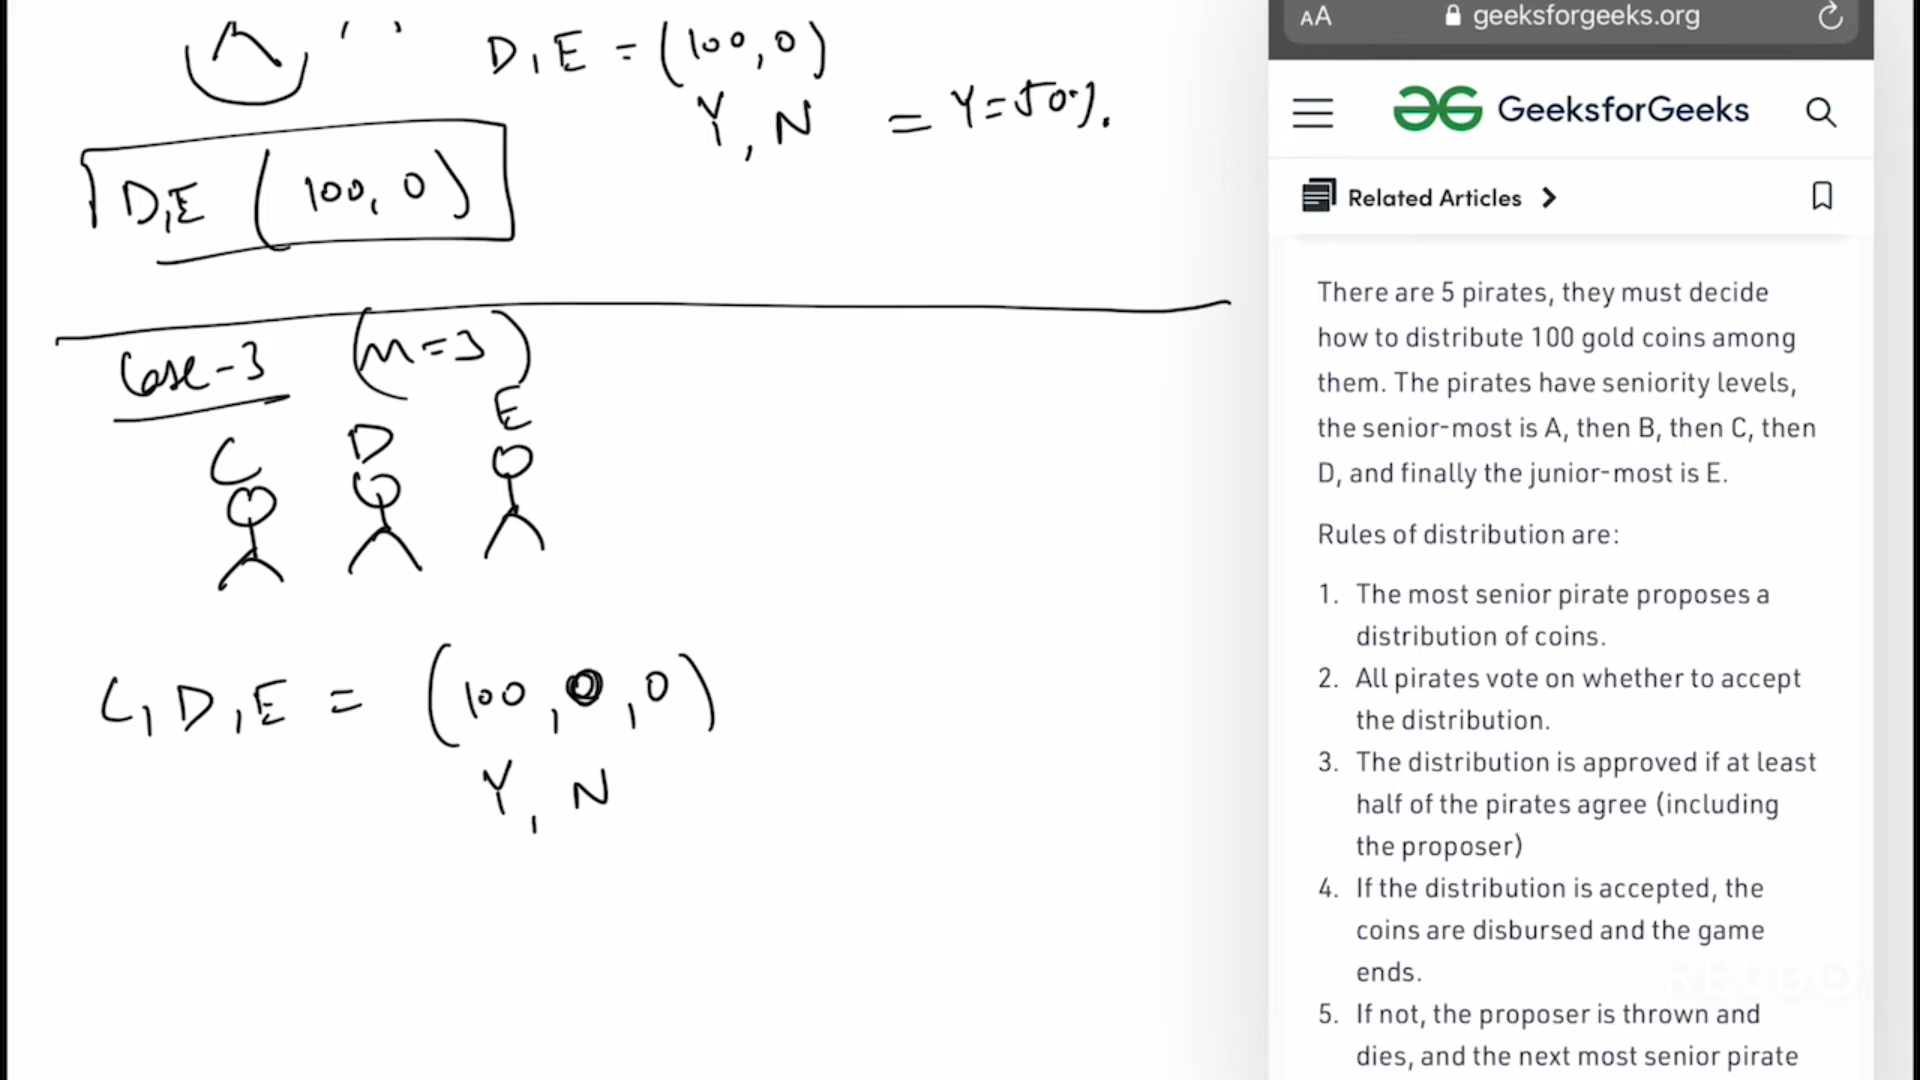 D,E = (100,0)
Y, N = Y=50%.
D,E (100, 0)
Case-3 (n=3)
C D E
C,D,E = (100,0,0)
Y, N
AA geeksforgeeks.org
GeeksforGeeks
Related Articles >
There are 5 pirates, they must decide
how to distribute 100 gold coins among
them. The pirates have seniority levels,
the senior-most is A, then B, then C, then
D, and finally the junior-most is E.
Rules of distribution are:
1. The most senior pirate proposes a
distribution of coins.
2. All pirates vote on whether to accept
the distribution.
3. The distribution is approved if at least
half of the pirates agree (including
the proposer)
4. If the distribution is accepted, the
coins are disbursed and the game
ends.
5. If not, the proposer is thrown and
dies, and the next most senior pirate